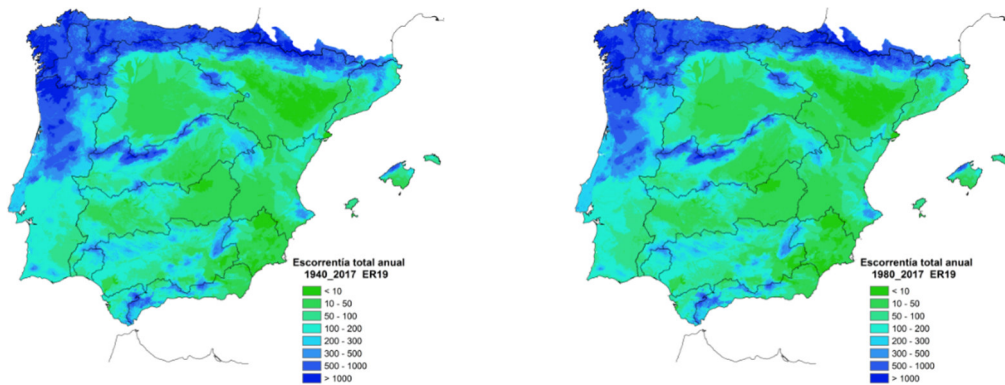 Escorrentía total anual
1940_2017 ER19
< 10
10 - 50
50 - 100
100 - 200
200 - 300
300 - 500
500 - 1000
> 1000
Escorrentía total anual
1980_2017 ER19
< 10
10 - 50
50 - 100
100 - 200
200 - 300
300 - 500
500 - 1000
> 1000